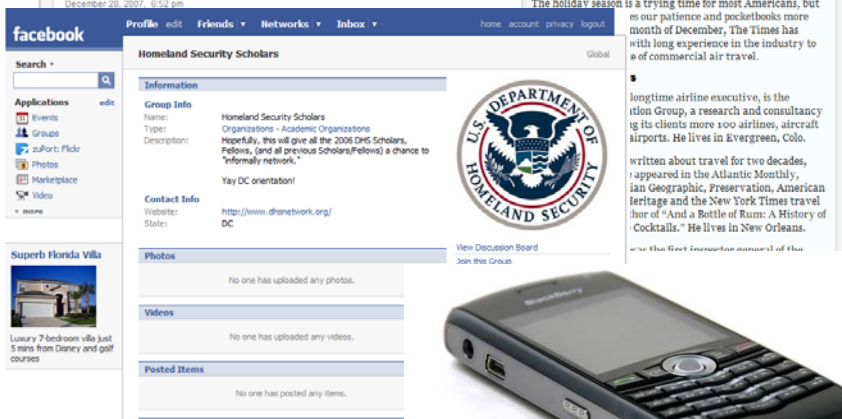 December 28, 2007, 6:52 pm
The holiday season is a trying time for most Americans, but
es our patience and pocketbooks more
month of December, The Times has
with long experience in the industry to
e of commercial air travel.
s
longtime airline executive, is the
tion Group, a research and consultancy
ng its clients more 100 airlines, aircraft
airports. He lives in Evergreen, Colo.
written about travel for two decades,
appeared in the Atlantic Monthly,
ian Geographic, Preservation, American
Heritage and the New York Times travel
hor of "And a Bottle of Rum: A History of
Cocktails." He lives in New Orleans.
was the first inspector general of the
facebook
Profile edit Friends Networks Inbox
home account privacy logout
Search
Applications edit
31 Events
Groups
zuPort: Flickr
Photos
Marketplace
Video
more
Superb Florida Villa
Luxury 7-bedroom villa just
5 mins from Disney and golf
courses
Homeland Security Scholars
Global
Information
Group Info
Name: Homeland Security Scholars
Type: Organizations - Academic Organizations
Description: Hopefully, this will give all the 2006 DHS Scholars,
Fellows, (and all previous Scholars/Fellows) a chance to
"informally network."
Yay DC orientation!
Contact Info
Website: http://www.dhsnetwork.org/
State: DC
Photos
No one has uploaded any photos.
Videos
No one has uploaded any videos.
Posted Items
No one has posted any items.
U.S. DEPARTMENT OF
HOMELAND SECURITY
View Discussion Board
Join this Group
BlackBerry